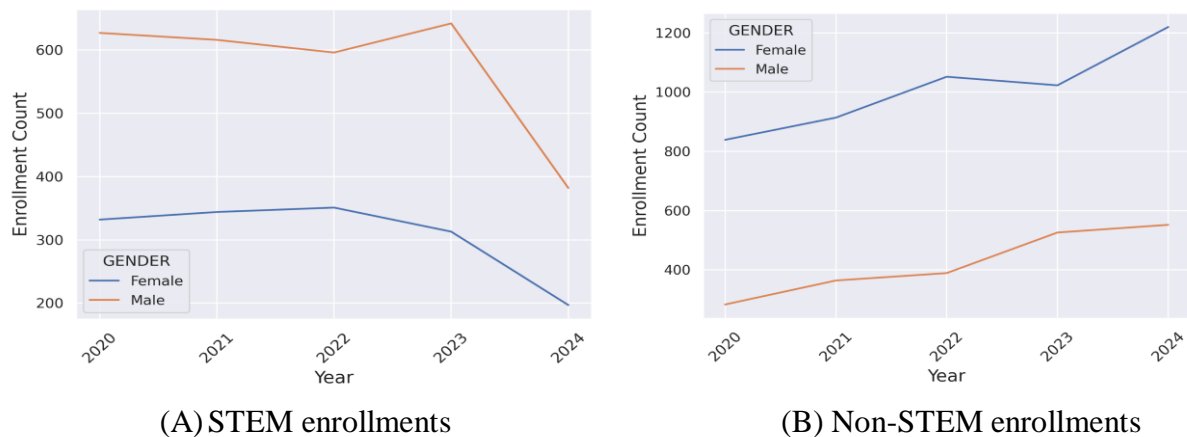 600
500
400
300
200
Enrollment Count
GENDER
Female
Male
2020
2021
2022
2023
2024
Year
(A) STEM enrollments
1200
1000
800
600
400
Enrollment Count
GENDER
Female
Male
2020
2021
2022
2023
2024
Year
(B) Non-STEM enrollments